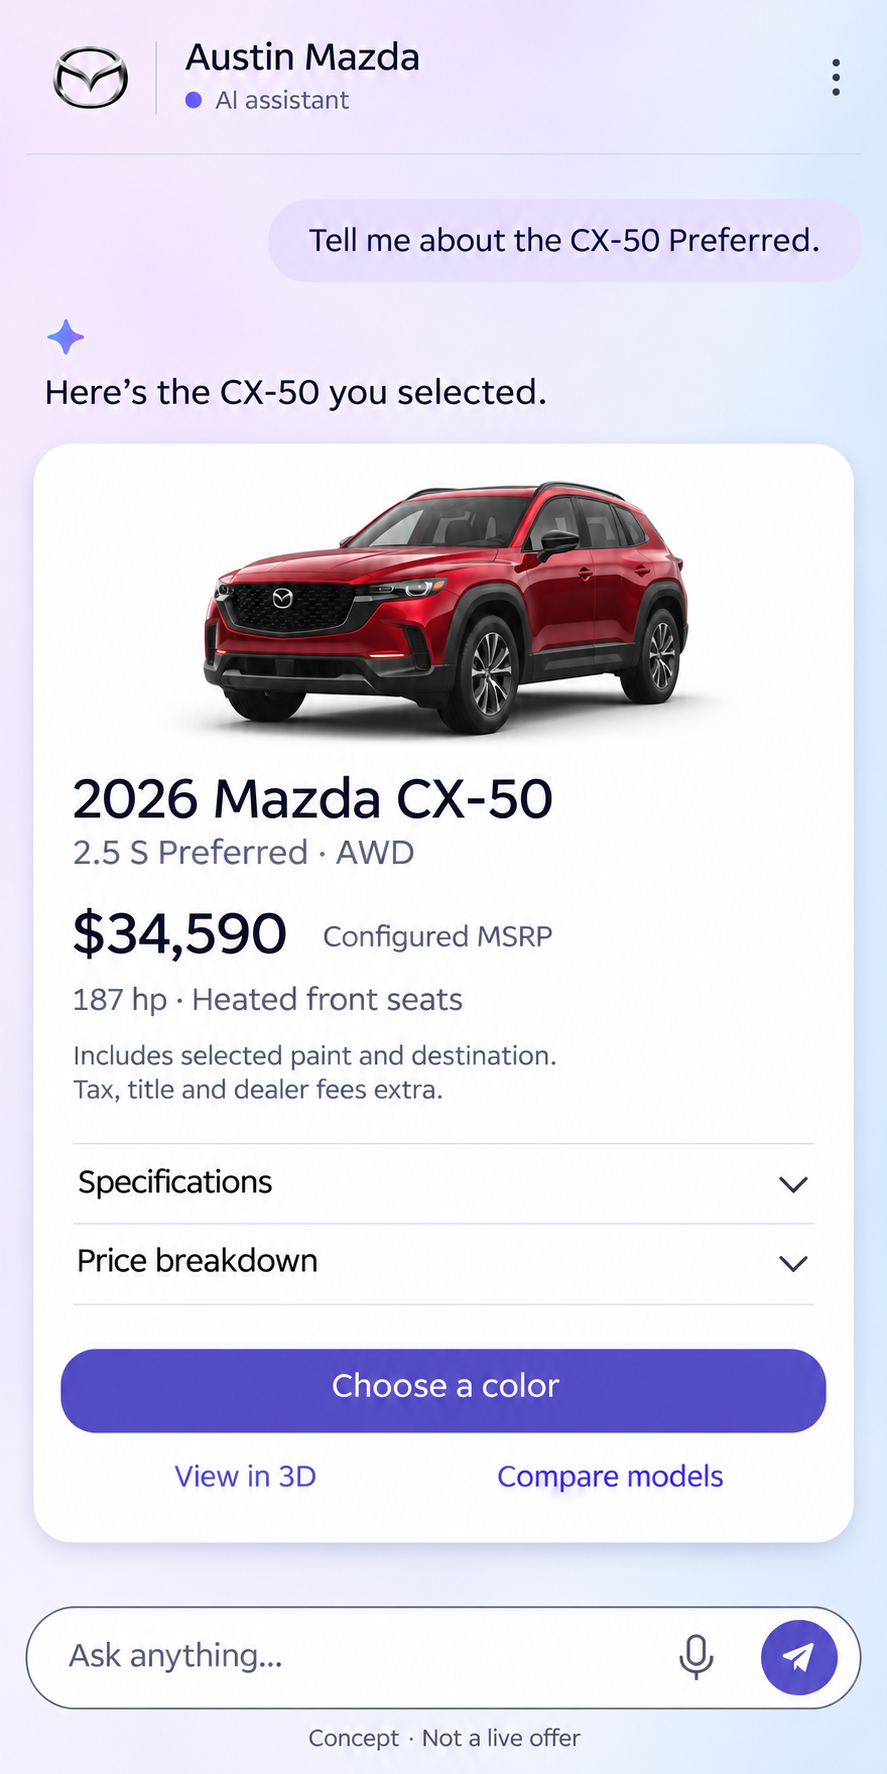 Austin Mazda
AI assistant
Tell me about the CX-50 Preferred.
Here’s the CX-50 you selected.
2026 Mazda CX-50
2.5 S Preferred · AWD
$34,590 Configured MSRP
187 hp · Heated front seats
Includes selected paint and destination.
Tax, title and dealer fees extra.
Specifications
Price breakdown
Choose a color
View in 3D Compare models
Ask anything...
Concept · Not a live offer